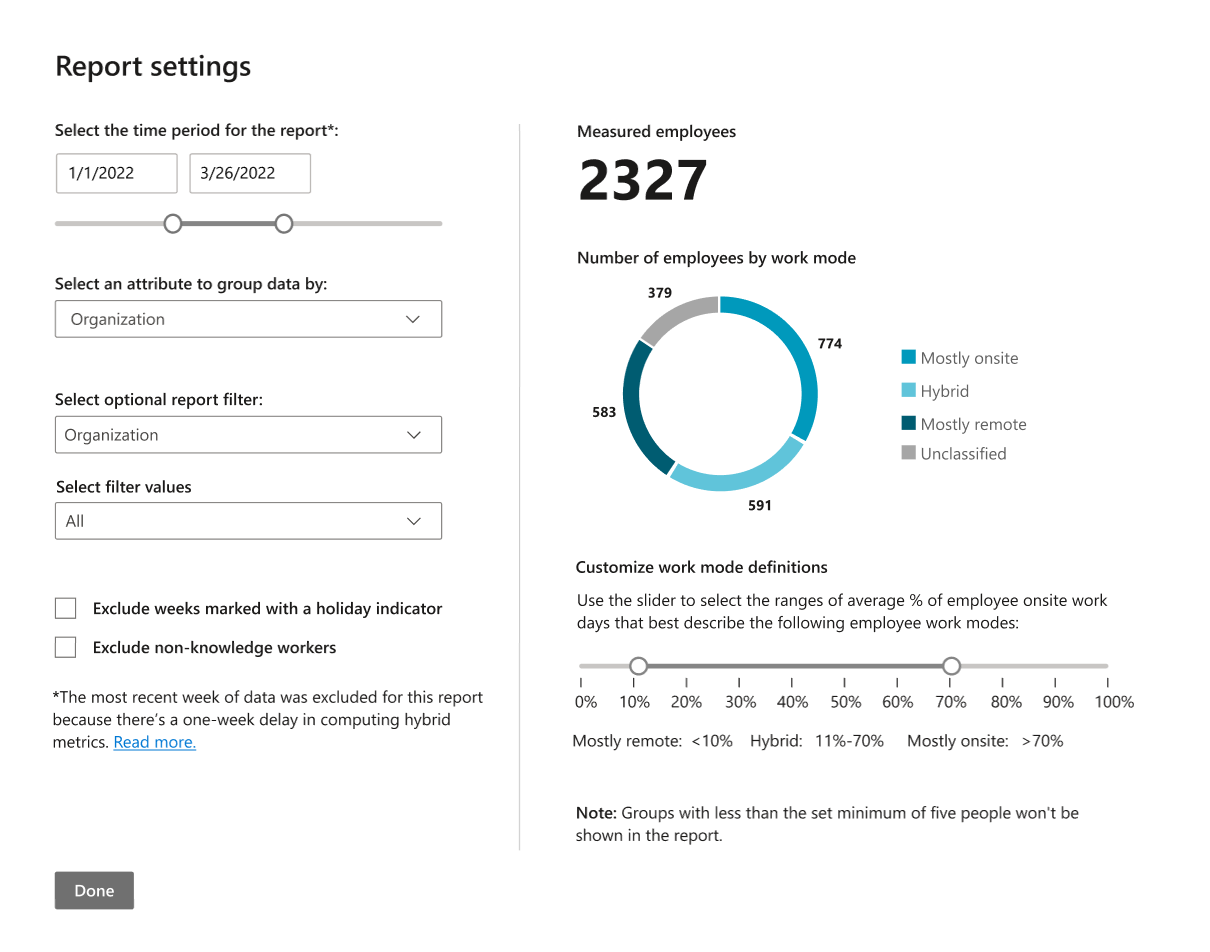 Report settings
Select the time period for the report*:
1/1/2022
3/26/2022
Select an attribute to group data by:
Organization
Select optional report filter:
Organization
Select filter values
All
Exclude weeks marked with a holiday indicator
Exclude non-knowledge workers
*The most recent week of data was excluded for this report
because there's a one-week delay in computing hybrid
metrics. Read more.
Done
Measured employees
2327
Number of employees by work mode
379
774
583
591
Mostly onsite
Hybrid
Mostly remote
Unclassified
Customize work mode definitions
Use the slider to select the ranges of average % of employee onsite work
days that best describe the following employee work modes:
0% 10% 20% 30% 40% 50% 60% 70% 80% 90% 100%
Mostly remote: <10% Hybrid: 11%-70% Mostly onsite: >70%
Note: Groups with less than the set minimum of five people won't be
shown in the report.